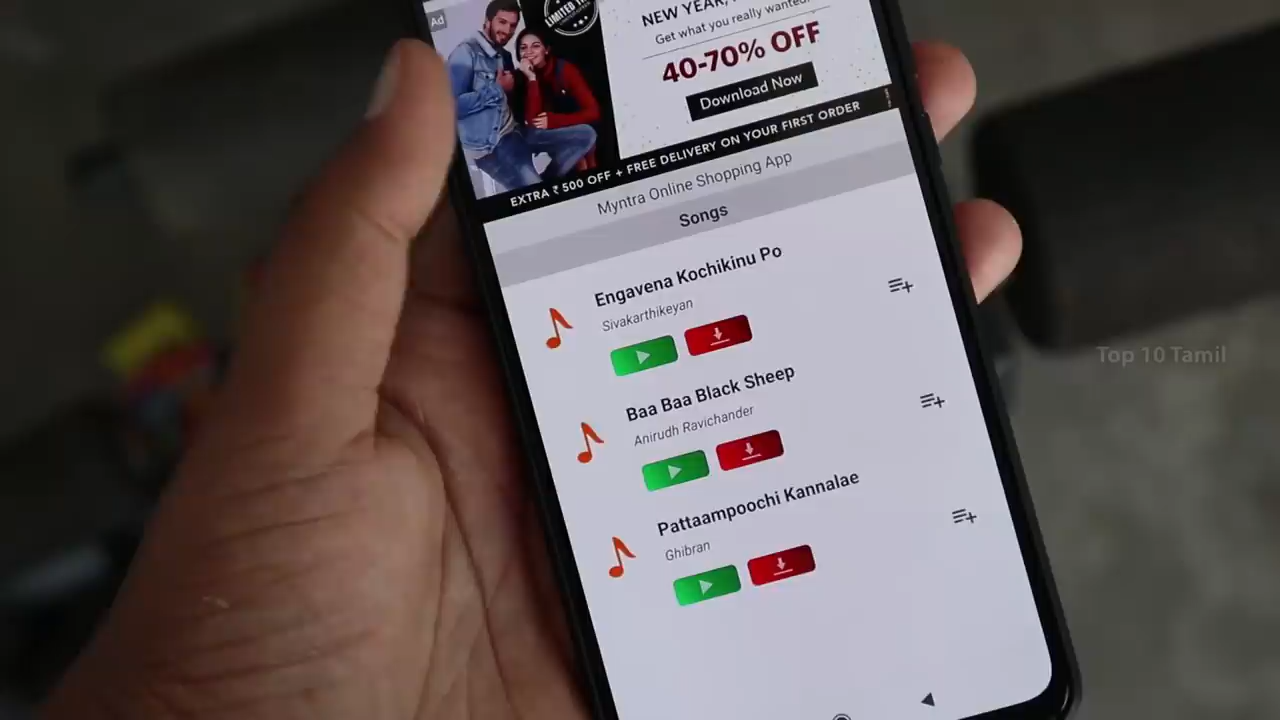 Ad
LIMITED
NEW YEAR,
Get what you really wanted!
40-70% OFF
Download Now
EXTRA ₹ 500 OFF + FREE DELIVERY ON YOUR FIRST ORDER
Myntra Online Shopping App
Songs
Engavena Kochikinu Po
Sivakarthikeyan
Baa Baa Black Sheep
Anirudh Ravichander
Pattaampoochi Kannalae
Ghibran
Top 10 Tamil